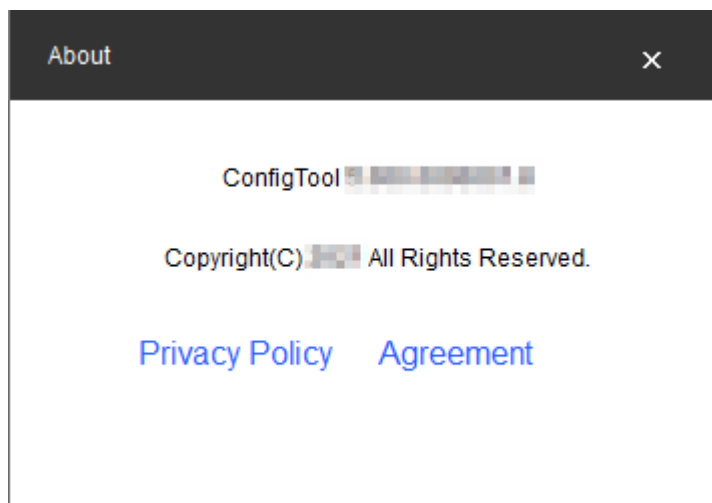 About
ConfigTool
Copyright(C) All Rights Reserved.
Privacy Policy Agreement